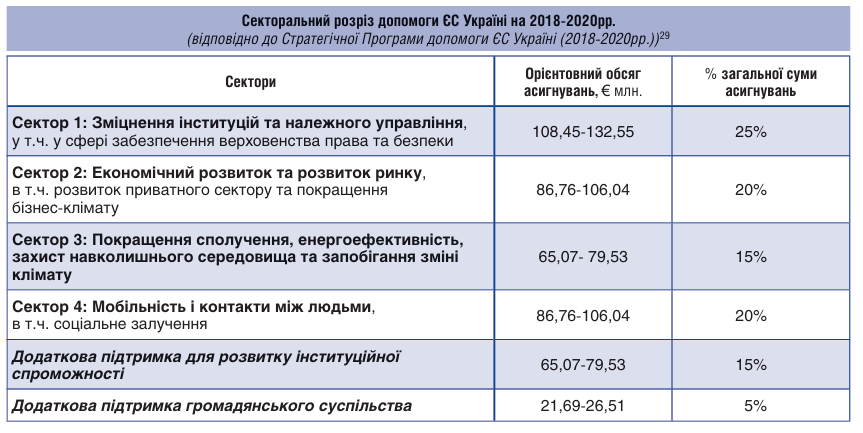 Секторальний розріз допомоги ЄС Україні на 2018-2020рр.
(відповідно до Стратегічної Програми допомоги ЄС Україні (2018-2020рр.))29
Сектори
Орієнтовний обсяг
асигнувань, € млн.
% загальної суми
асигнувань
Сектор 1: Зміцнення інституцій та належного управління,
у т.ч. у сфері забезпечення верховенства права та безпеки
108,45-132,55
25%
Сектор 2: Економічний розвиток та розвиток ринку,
в т.ч. розвиток приватного сектору та покращення
бізнес-клімату
86,76-106,04
20%
Сектор 3: Покращення сполучення, енергоефективність,
захист навколишнього середовища та запобігання зміні
клімату
65,07- 79,53
15%
Сектор 4: Мобільність і контакти між людьми,
в т.ч. соціальне залучення
86,76-106,04
20%
Додаткова підтримка для розвитку інституційної
спроможності
65,07-79,53
15%
Додаткова підтримка громадянського суспільства
21,69-26,51
5%